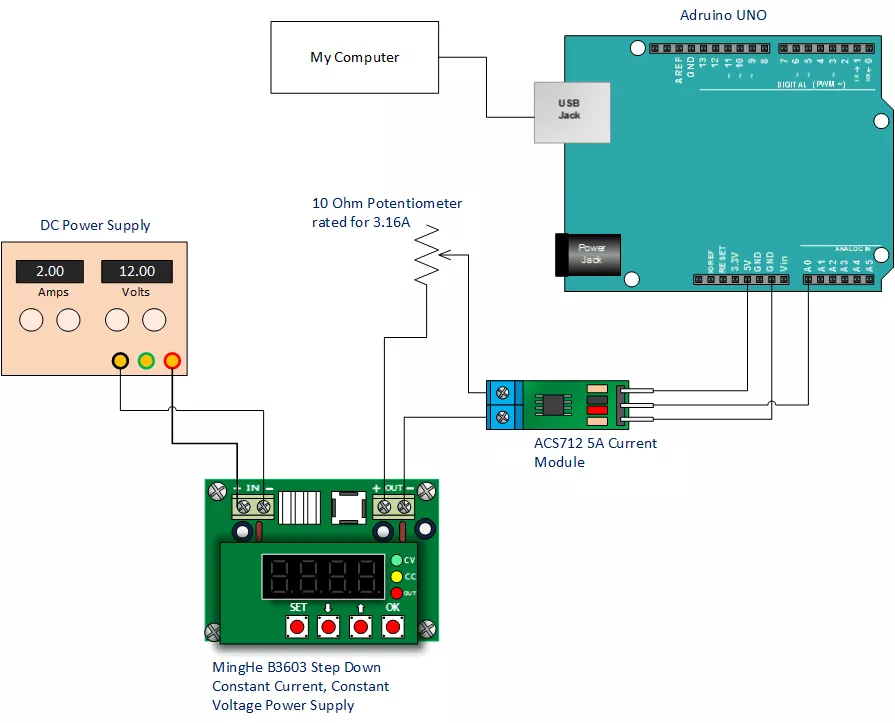 Adruino UNO
My Computer
AREF
GND
13
12
~ 11
~ 10
~ 9
8
7
~ 6
~ 5
4
~ 3
2
1
0
DIGITAL (PWM ~)
USB
Jack
10 Ohm Potentiometer
rated for 3.16A
DC Power Supply
2.00
12.00
Amps
Volts
Power
Jack
ANALOG IN
IOREF
RESET
3.3V
5V
GND
GND
Vin
A0
A1
A2
A3
A4
A5
ACS712 5A Current
Module
IN −
+ OUT −
CV
CC
OUT
SET
OK
MingHe B3603 Step Down
Constant Current, Constant
Voltage Power Supply